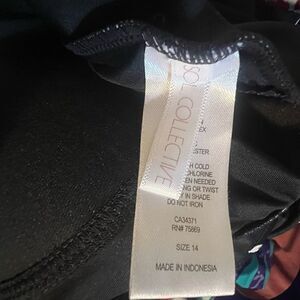 SOL COLLECTIVE
EX
ESTER
COLD
CHLORINE
EN NEEDED
NG OR TWIST
IN SHADE
DO NOT IRON
CA34371
RN# 75669
SIZE 14
MADE IN INDONESIA